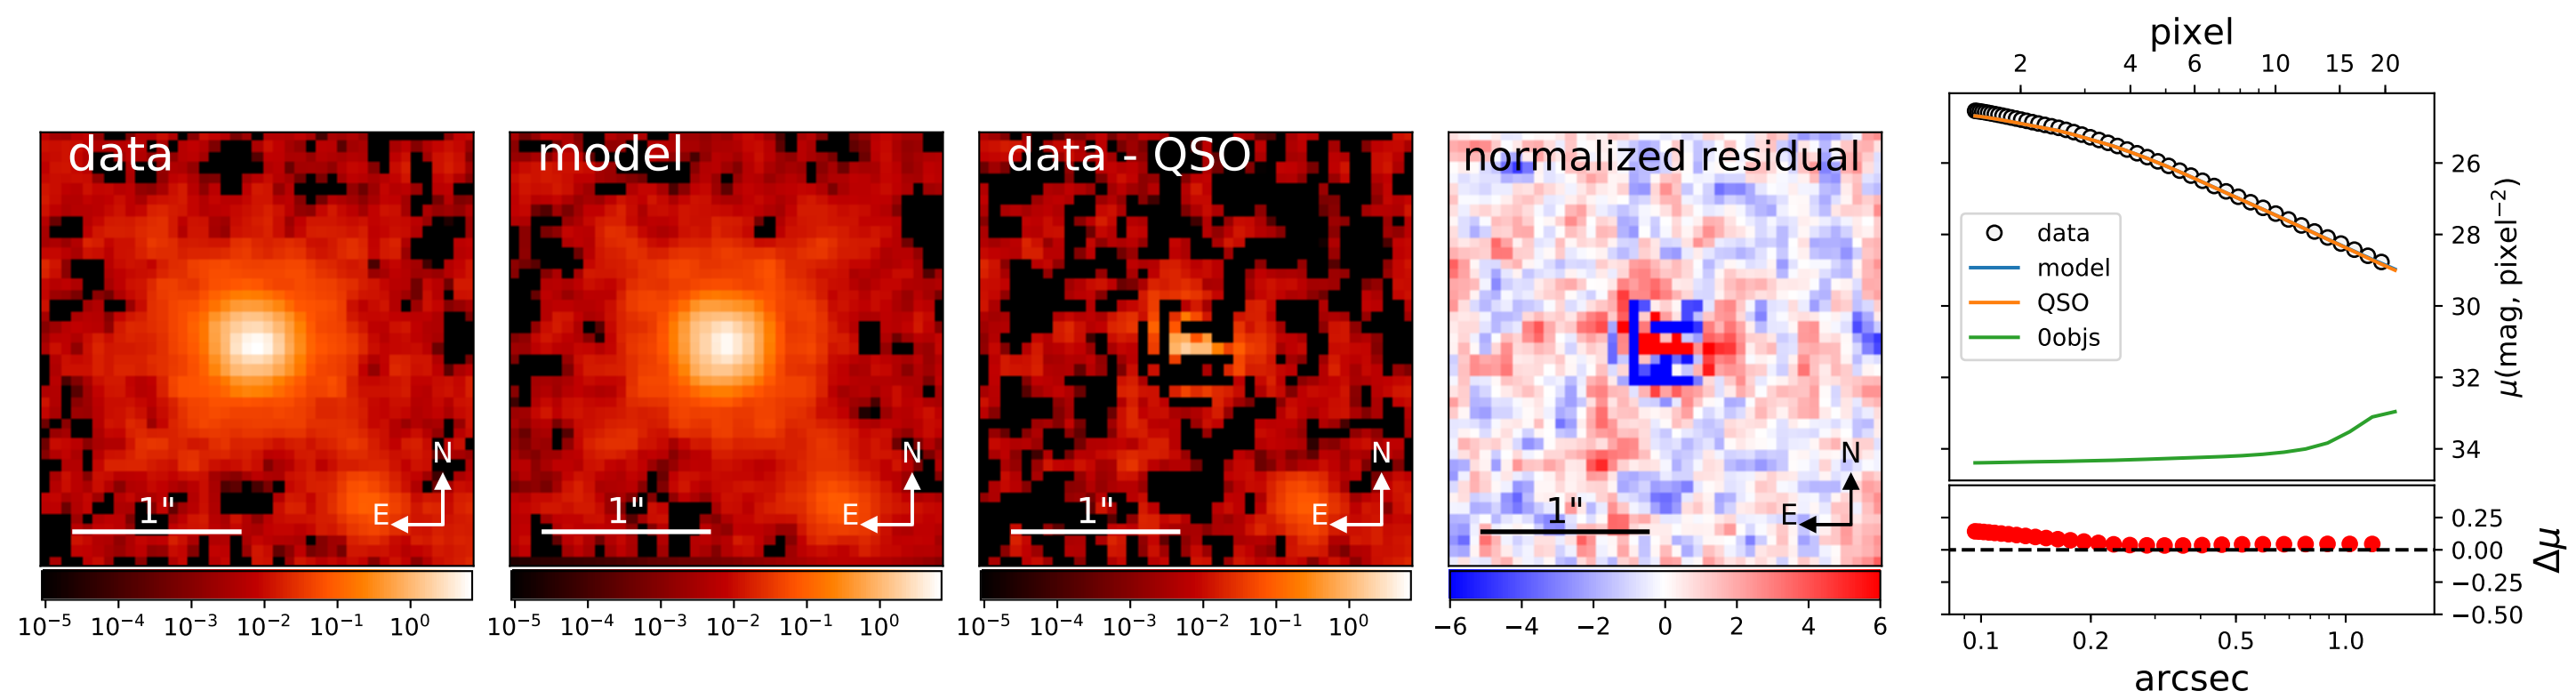 data
N
E
1"
10⁻⁵ 10⁻⁴ 10⁻³ 10⁻² 10⁻¹ 10⁰
model
N
E
1"
10⁻⁵ 10⁻⁴ 10⁻³ 10⁻² 10⁻¹ 10⁰
data - QSO
N
E
1"
10⁻⁵ 10⁻⁴ 10⁻³ 10⁻² 10⁻¹ 10⁰
normalized residual
N
E
1"
−6 −4 −2 0 2 4 6
pixel
2 4 6 10 15 20
data
model
QSO
0objs
26
28
30
32
34
μ(mag, pixel⁻²)
0.25
0.00
−0.25
−0.50
Δμ
0.1 0.2 0.5 1.0
arcsec